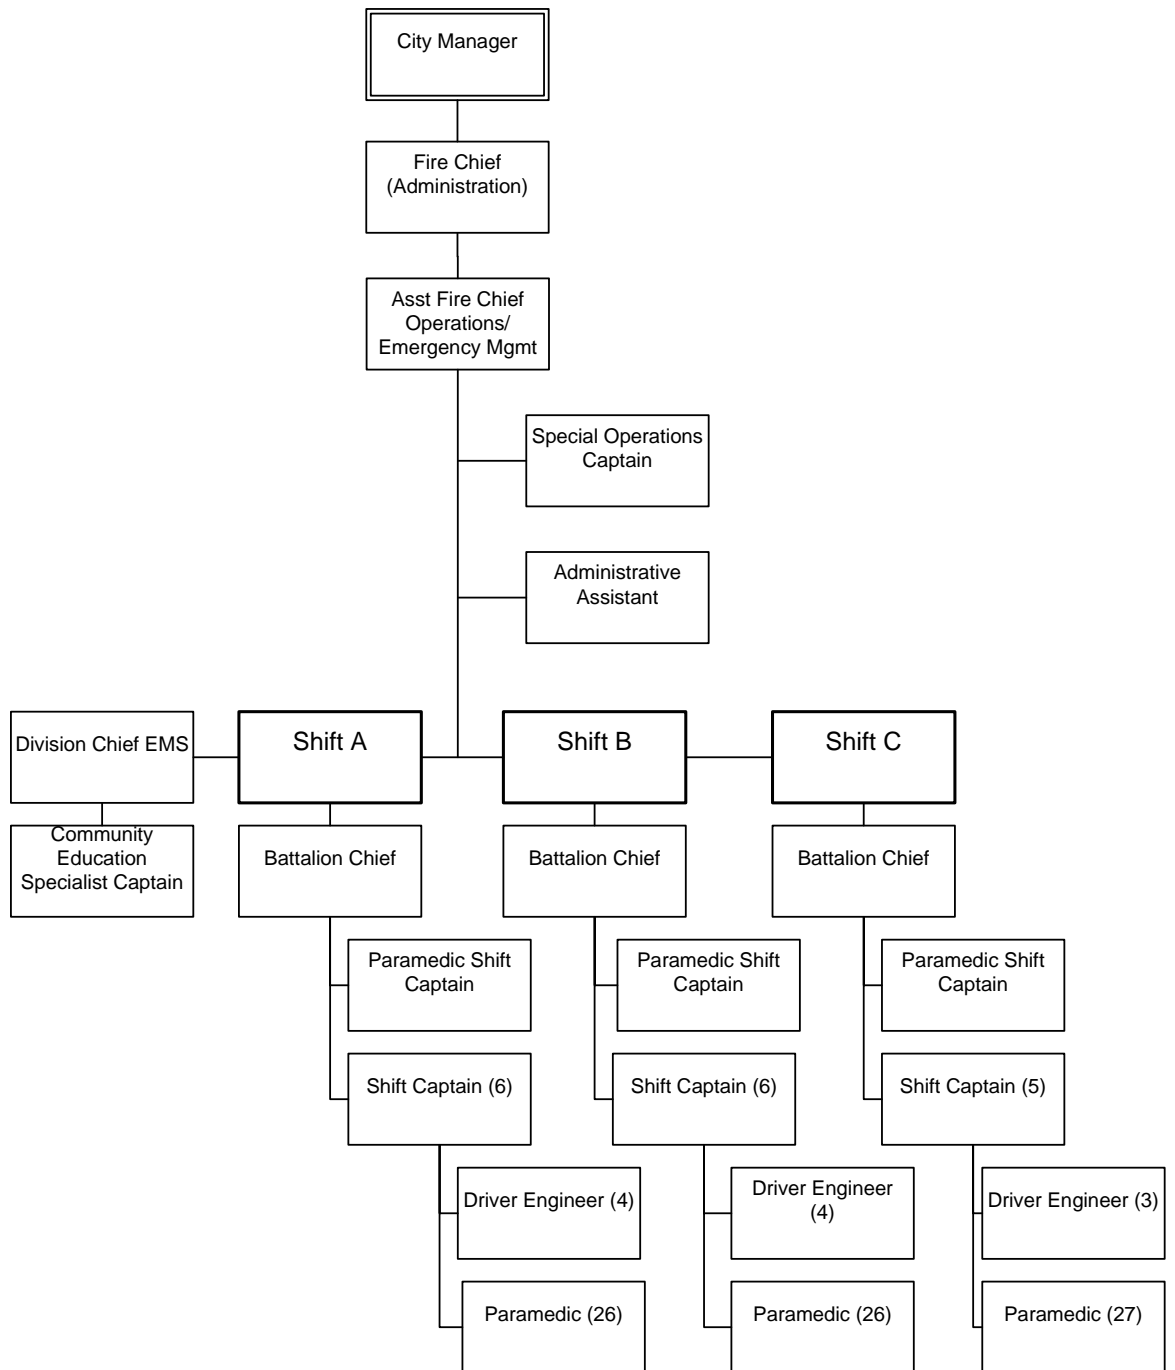 City Manager
Fire Chief
(Administration)
Asst Fire Chief
Operations/
Emergency Mgmt
Special Operations
Captain
Administrative
Assistant
Division Chief EMS
Shift A
Shift B
Shift C
Community
Education
Specialist Captain
Battalion Chief
Battalion Chief
Battalion Chief
Paramedic Shift
Captain
Paramedic Shift
Captain
Paramedic Shift
Captain
Shift Captain (6)
Shift Captain (6)
Shift Captain (5)
Driver Engineer (4)
Driver Engineer
(4)
Driver Engineer (3)
Paramedic (26)
Paramedic (26)
Paramedic (27)